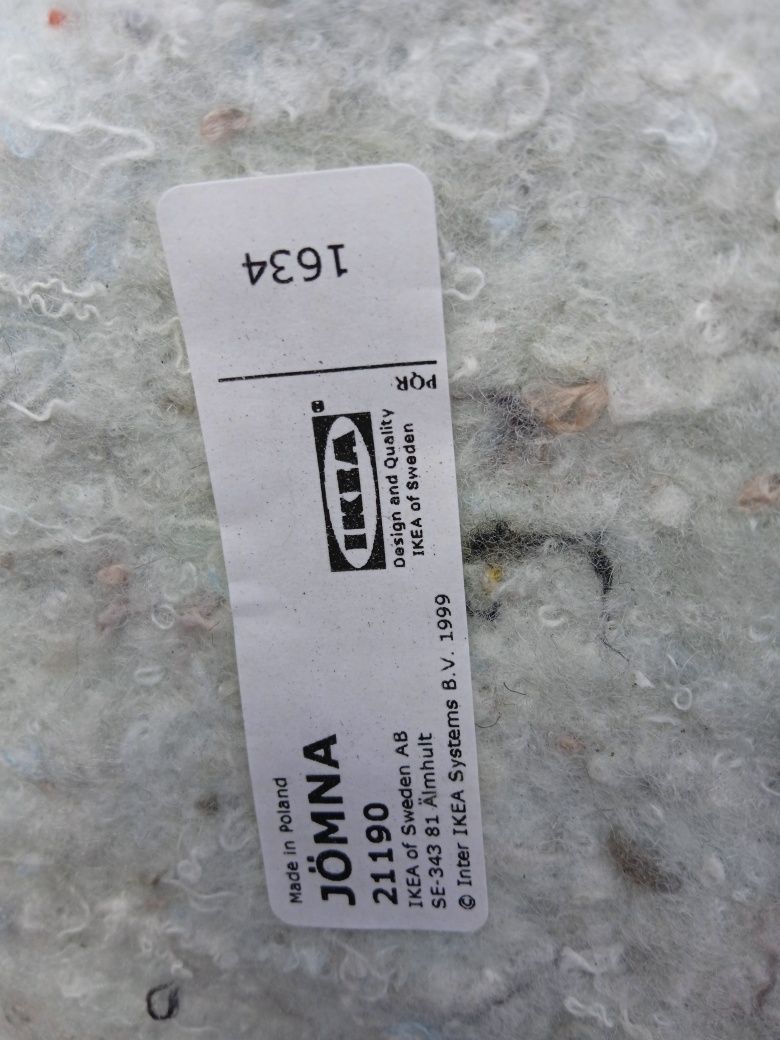 Made in Poland
JÖMNA
21190
IKEA of Sweden AB
SE-343 81 Älmhult
© Inter IKEA Systems B.V. 1999
IKEA®
Design and Quality
IKEA of Sweden
PQR
1634